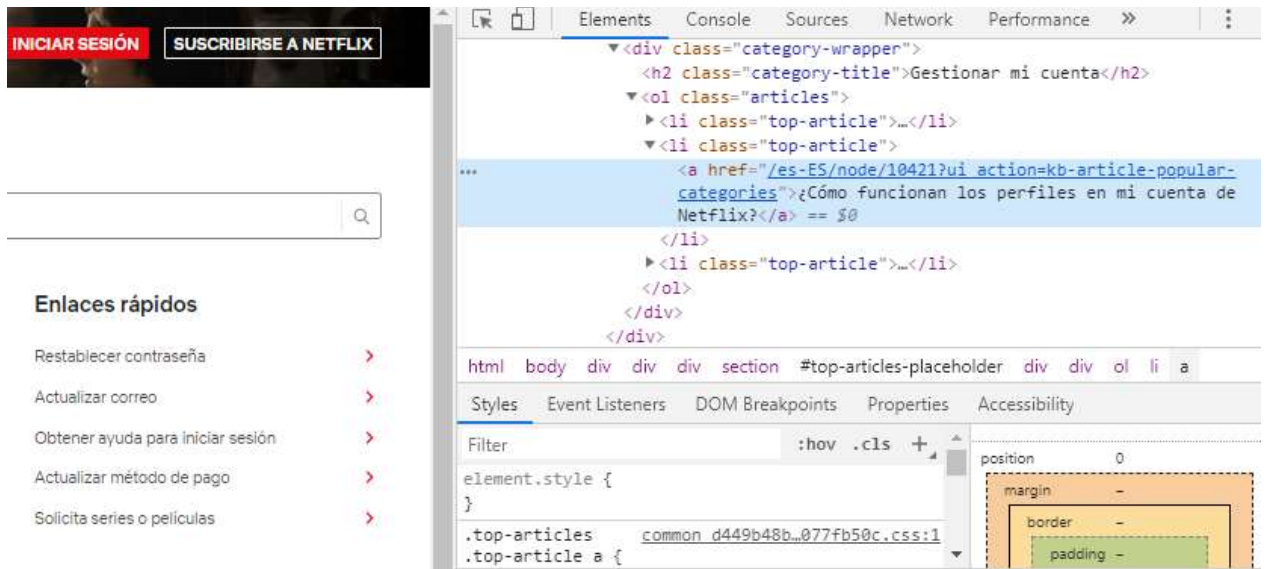 INICIAR SESIÓN SUSCRIBIRSE A NETFLIX
Enlaces rápidos
Restablecer contraseña
Actualizar correo
Obtener ayuda para iniciar sesión
Actualizar método de pago
Solicita series o películas
Elements Console Sources Network Performance »
▼<div class="category-wrapper">
<h2 class="category-title">Gestionar mi cuenta</h2>
▼<ol class="articles">
▶<li class="top-article">…</li>
▼<li class="top-article">
<a href="/es-ES/node/10421?ui_action=kb-article-popular-
categories">¿Cómo funcionan los perfiles en mi cuenta de
Netflix?</a> == $0
</li>
▶<li class="top-article">…</li>
</ol>
</div>
</div>
html body div div div section #top-articles-placeholder div div ol li a
Styles Event Listeners DOM Breakpoints Properties Accessibility
Filter :hov .cls +
element.style {
}
.top-articles common_d449b48b…077fb50c.css:1
.top-article a {
position 0
margin –
border –
padding –